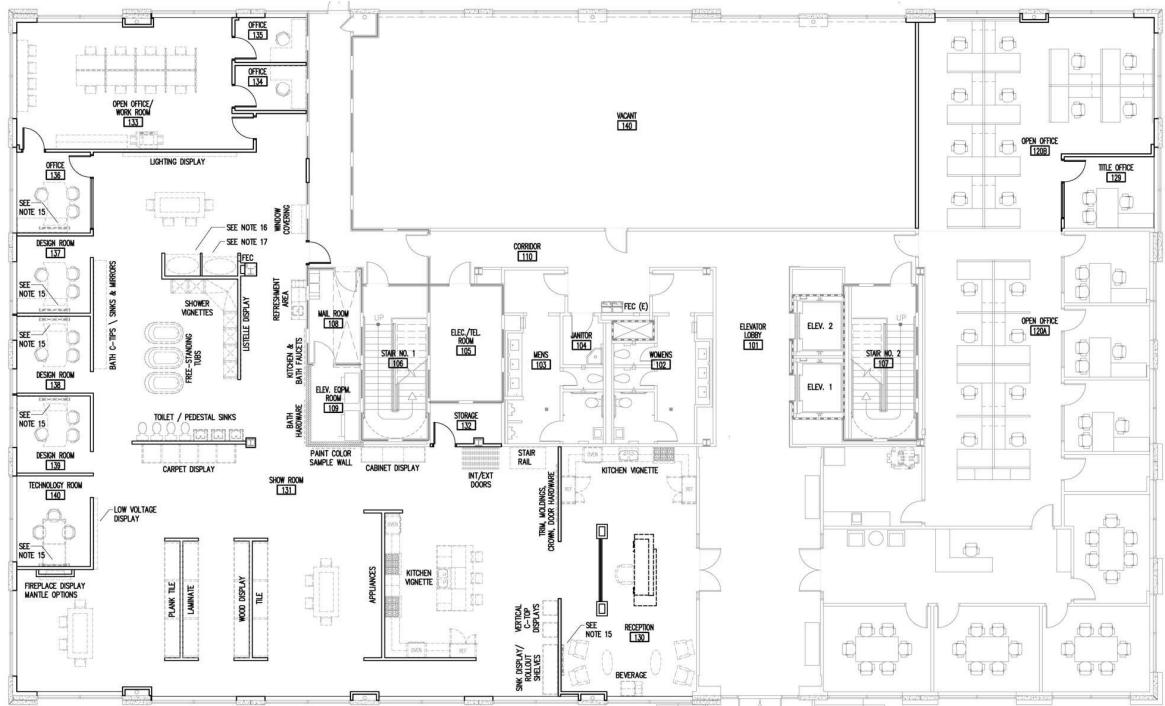 OFFICE
135
OFFICE
134
OPEN OFFICE/
WORK ROOM
133
VACANT
140
OPEN OFFICE
120B
TITLE OFFICE
129
OFFICE
136
SEE
NOTE 15
LIGHTING DISPLAY
WINDOW
COVERING
SEE NOTE 16
SEE NOTE 17
FEC
CORRIDOR
110
DESIGN ROOM
137
SEE
NOTE 15
BATH C-TIPS \ SINKS & MIRRORS
SHOWER
VIGNETTES
LISTELLE DISPLAY
REFRESHMENT
AREA
MAIL ROOM
108
UP
STAIR NO. 1
106
ELEC./TEL.
ROOM
105
FEC (E)
JANITOR
104
MENS
103
WOMENS
102
ELEVATOR
LOBBY
101
ELEV. 2
ELEV. 1
UP
STAIR NO. 2
107
OPEN OFFICE
120A
SEE
NOTE 15
DESIGN ROOM
138
FREE-STANDING
TUBS
KITCHEN &
BATH FAUCETS
ELEV. EQPM.
ROOM
109
BATH
HARDWARE
STORAGE
132
SEE
NOTE 15
DESIGN ROOM
139
TOILET / PEDESTAL SINKS
CARPET DISPLAY
PAINT COLOR
SAMPLE WALL
CABINET DISPLAY
INT/EXT
DOORS
STAIR
RAIL
KITCHEN VIGNETTE
OVEN
REF
REF
TECHNOLOGY ROOM
140
SHOW ROOM
131
TRIM, MOLDINGS,
CROWN, DOOR HARDWARE
LOW VOLTAGE
DISPLAY
SEE
NOTE 15
OVEN
FIREPLACE DISPLAY
MANTLE OPTIONS
PLANK TILE
LAMINATE
WOOD DISPLAY
TILE
APPLIANCES
KITCHEN
VIGNETTE
OVEN
REF
VERTICAL
C-TOP
DISPLAYS
SINK DISPLAY/
ROLLOUT
SHELVES
SEE
NOTE 15
RECEPTION
130
BEVERAGE